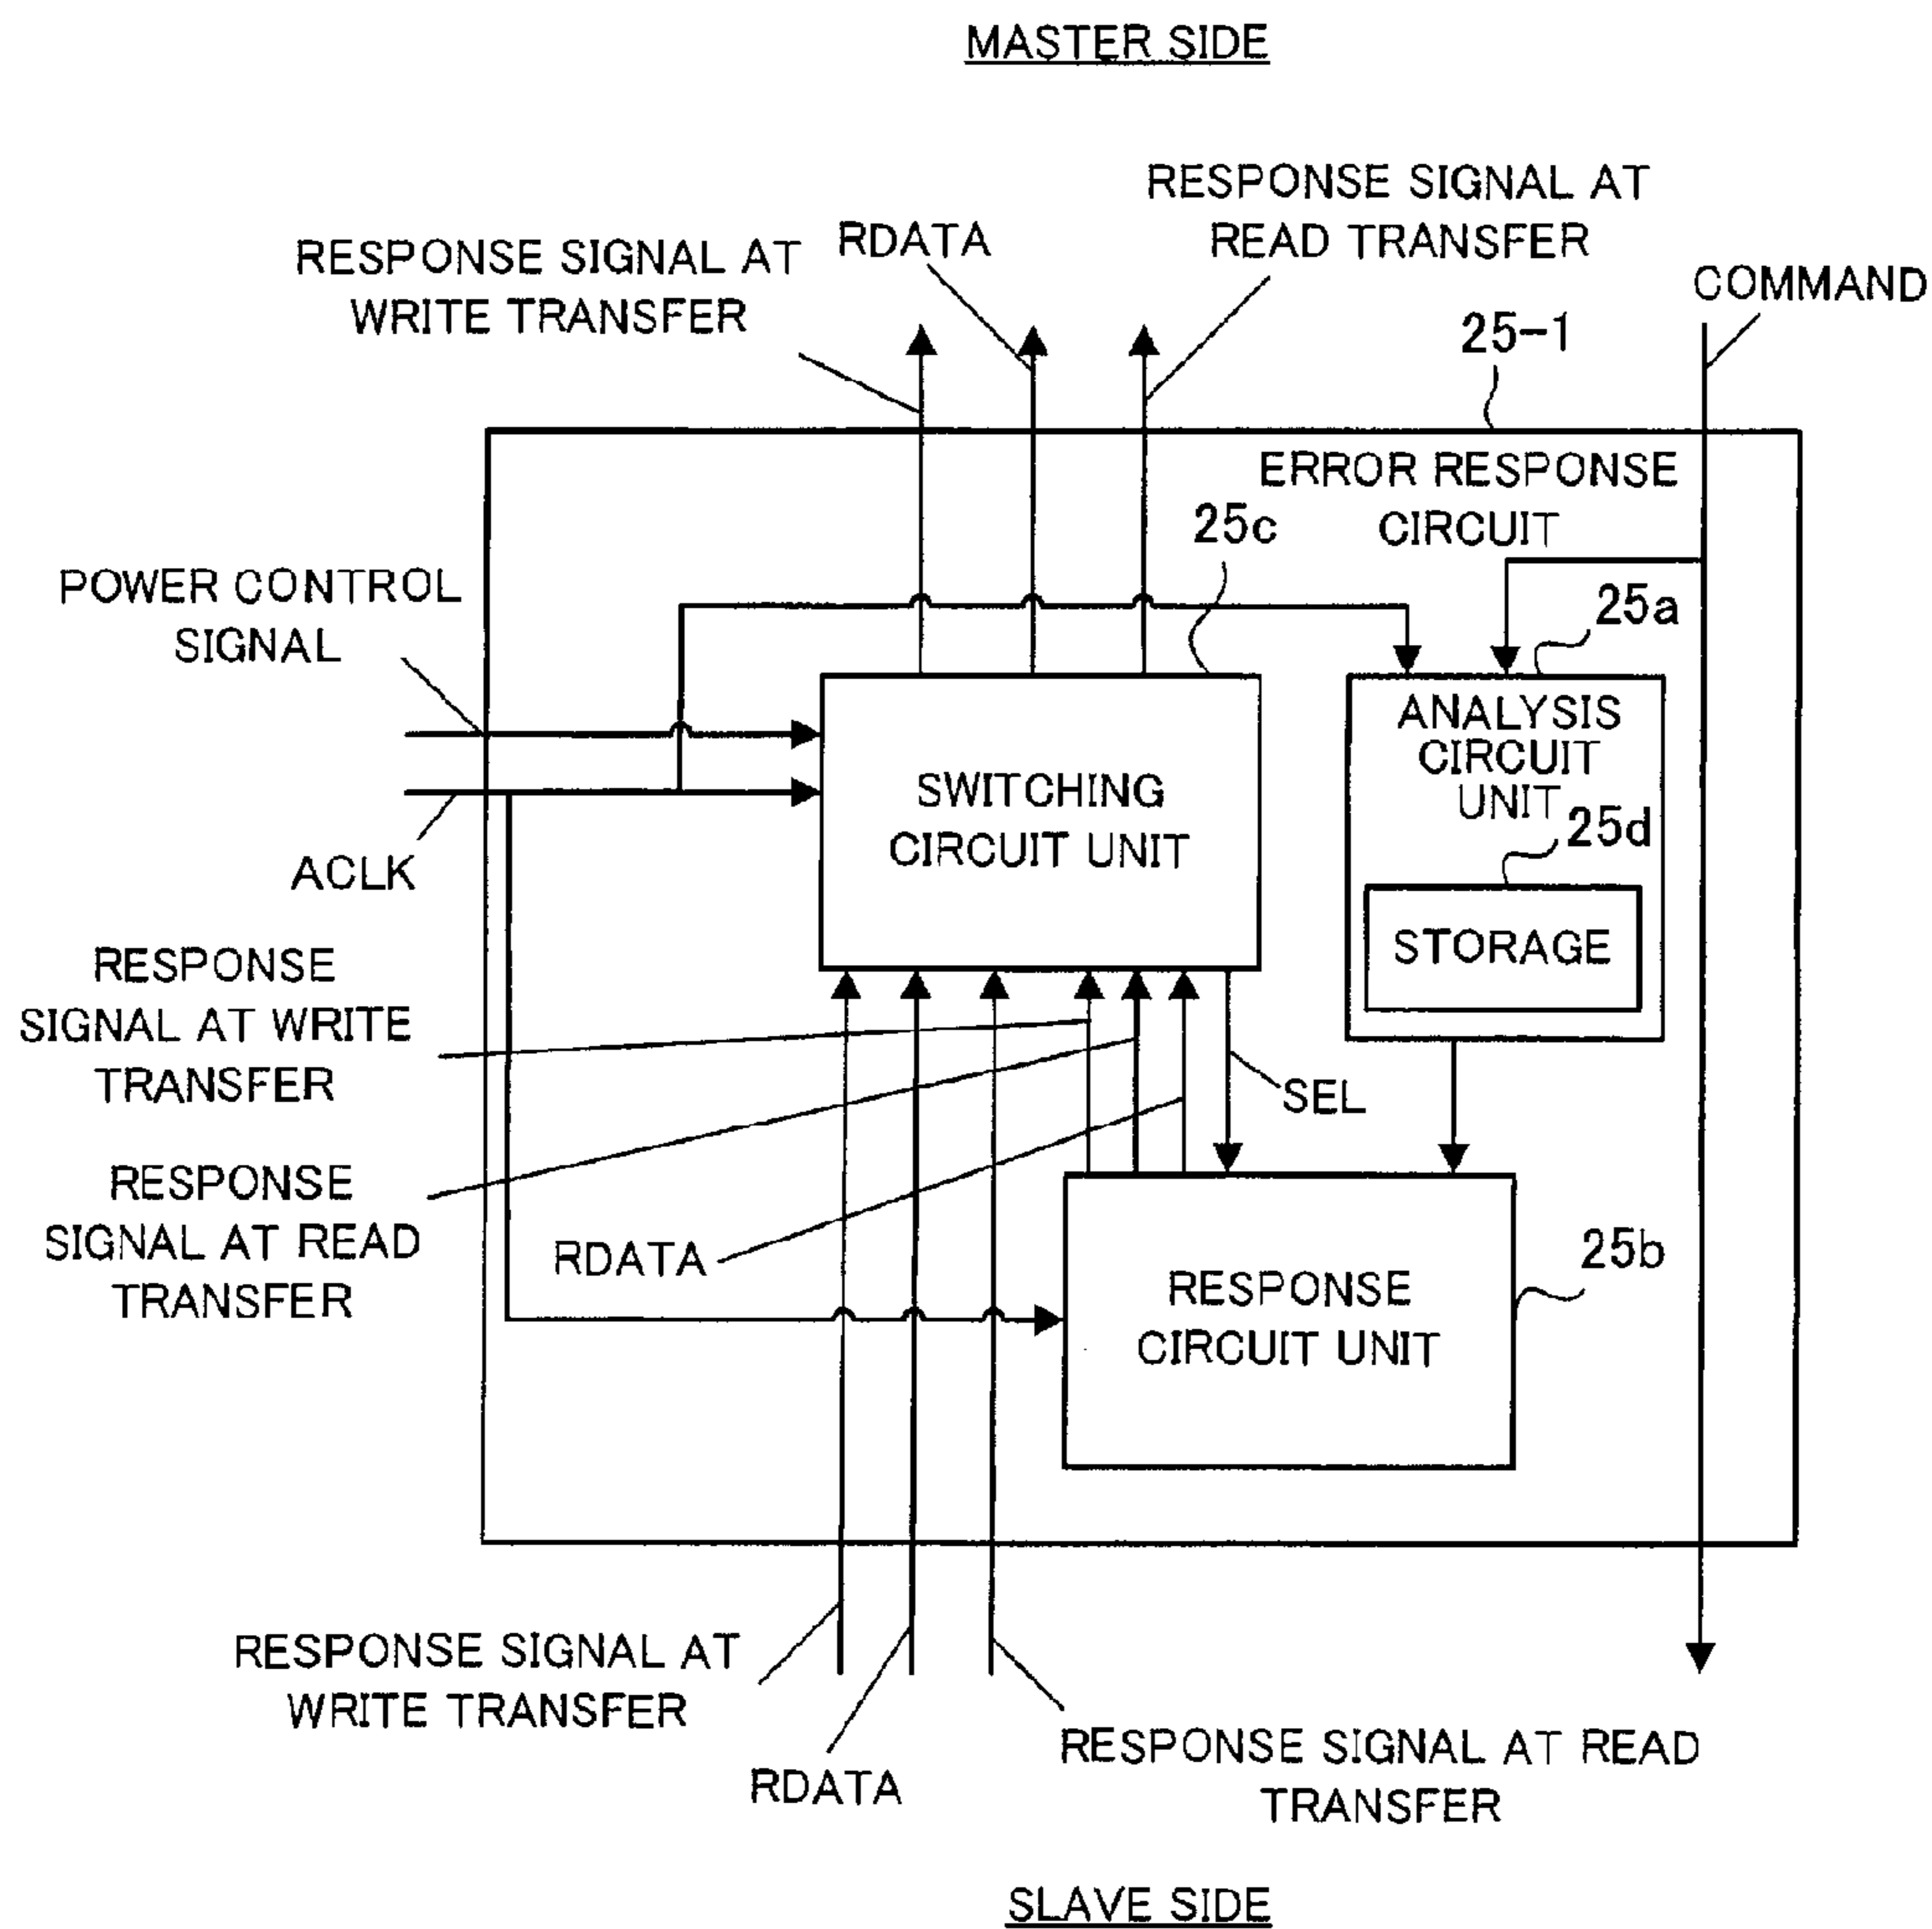 MASTER SIDE
RESPONSE SIGNAL AT
READ TRANSFER
RDATA
RESPONSE SIGNAL AT
WRITE TRANSFER
COMMAND
25-1
ERROR RESPONSE
CIRCUIT
25c
POWER CONTROL
SIGNAL
25a
ANALYSIS
CIRCUIT
UNIT
25d
STORAGE
SWITCHING
CIRCUIT UNIT
ACLK
RESPONSE
SIGNAL AT WRITE
TRANSFER
SEL
RESPONSE
SIGNAL AT READ
TRANSFER
RDATA
25b
RESPONSE
CIRCUIT UNIT
RESPONSE SIGNAL AT
WRITE TRANSFER
RDATA
RESPONSE SIGNAL AT READ
TRANSFER
SLAVE SIDE